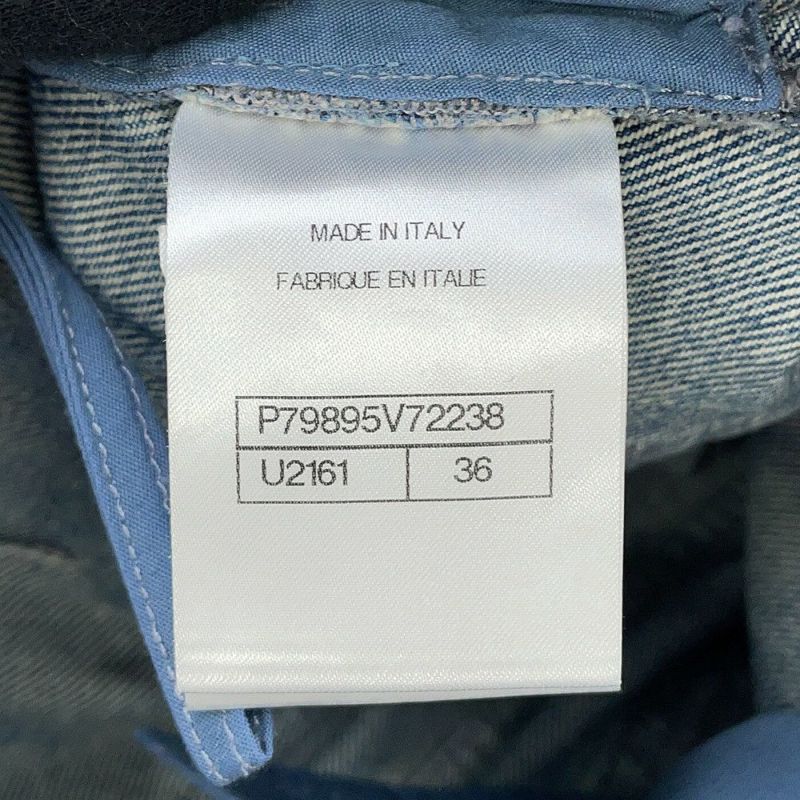 MADE IN ITALY
FABRIQUE EN ITALIE
P79895V72238
U2161 36